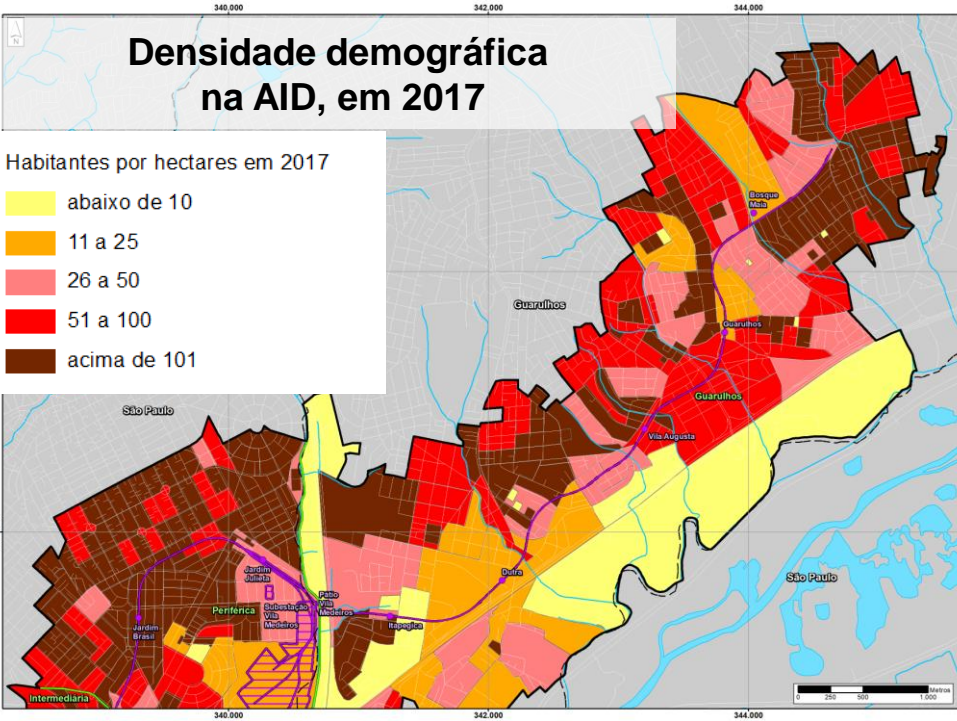 340,000 342,000 344,000
N
Densidade demográfica
na AID, em 2017
Habitantes por hectares em 2017
abaixo de 10
11 a 25
26 a 50
51 a 100
acima de 101
Bosque
Maia
Guarulhos
Guarulhos
Guarulhos
São Paulo
Vila Augusta
Dutra
São Paulo
Jardim
Julieta
Periferica
Subestação
Vila
Medeiros
Pátio
Vila
Medeiros
Itapegica
Jardim
Brasil
Intermediaria
Metros
0 250 500 1.000
340,000 342,000 344,000